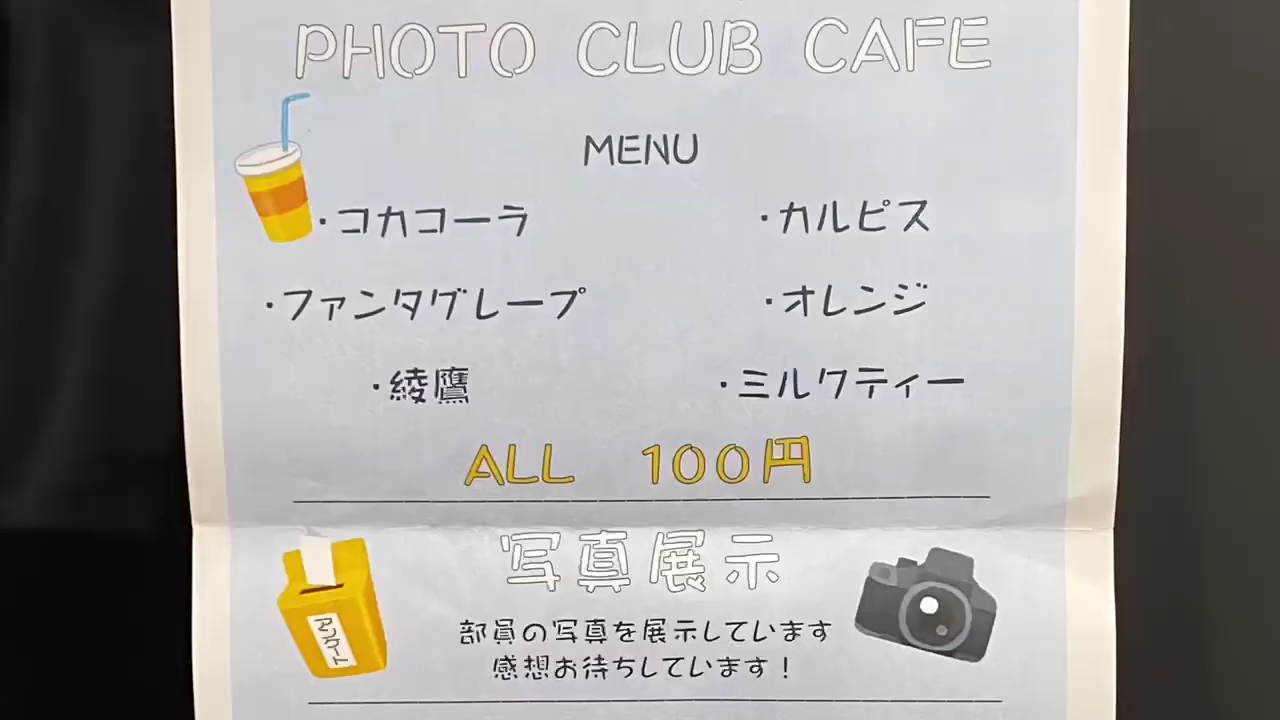 PHOTO CLUB CAFE
MENU
・コカコーラ ・カルピス
・ファンタグレープ ・オレンジ
・綾鷹 ・ミルクティー
ALL 100円
写真展示
アンケート
部員の写真を展示しています
感想お待ちしています！